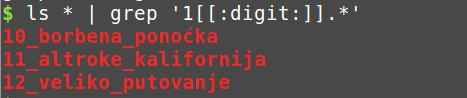 $ ls * | grep '1[[:digit:]].*'
10_borbena_ponoćka
11_altroke_kalifornija
12_veliko_putovanje